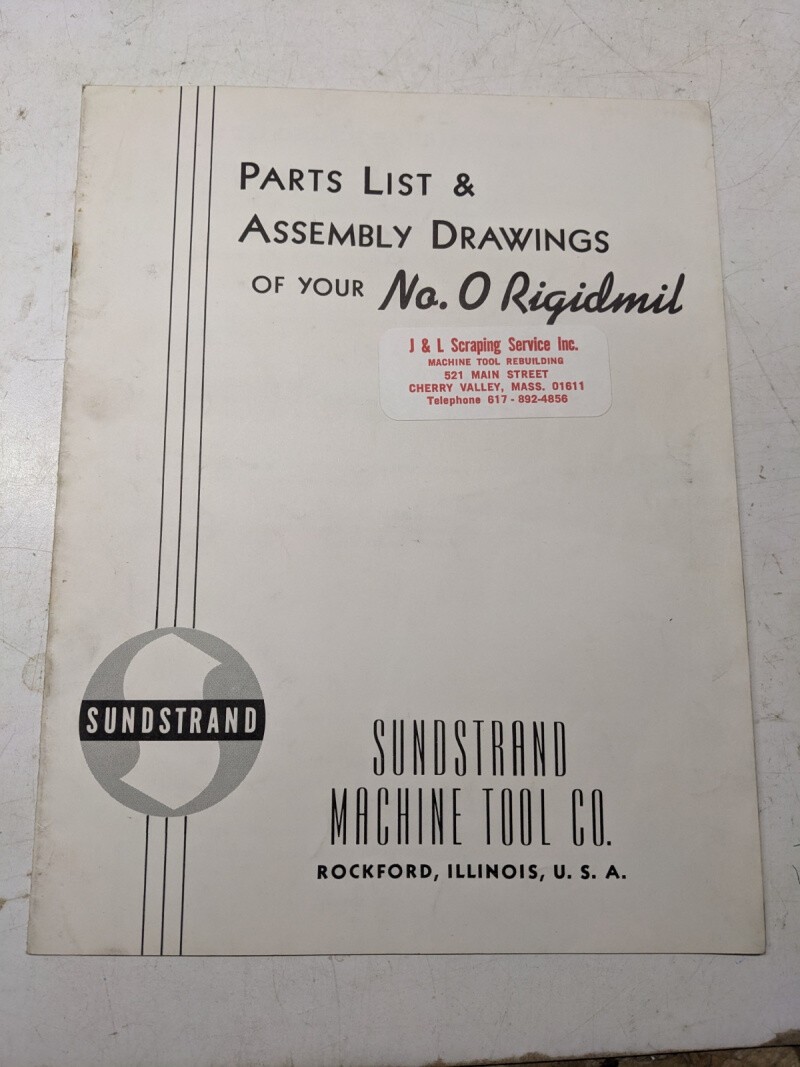 PARTS LIST &
ASSEMBLY DRAWINGS
OF YOUR No. 0 Rigidmil
J & L Scraping Service Inc.
MACHINE TOOL REBUILDING
521 MAIN STREET
CHERRY VALLEY, MASS. 01611
Telephone 617 - 892-4856
SUNDSTRAND
SUNDSTRAND
MACHINE TOOL CO.
ROCKFORD, ILLINOIS, U. S. A.